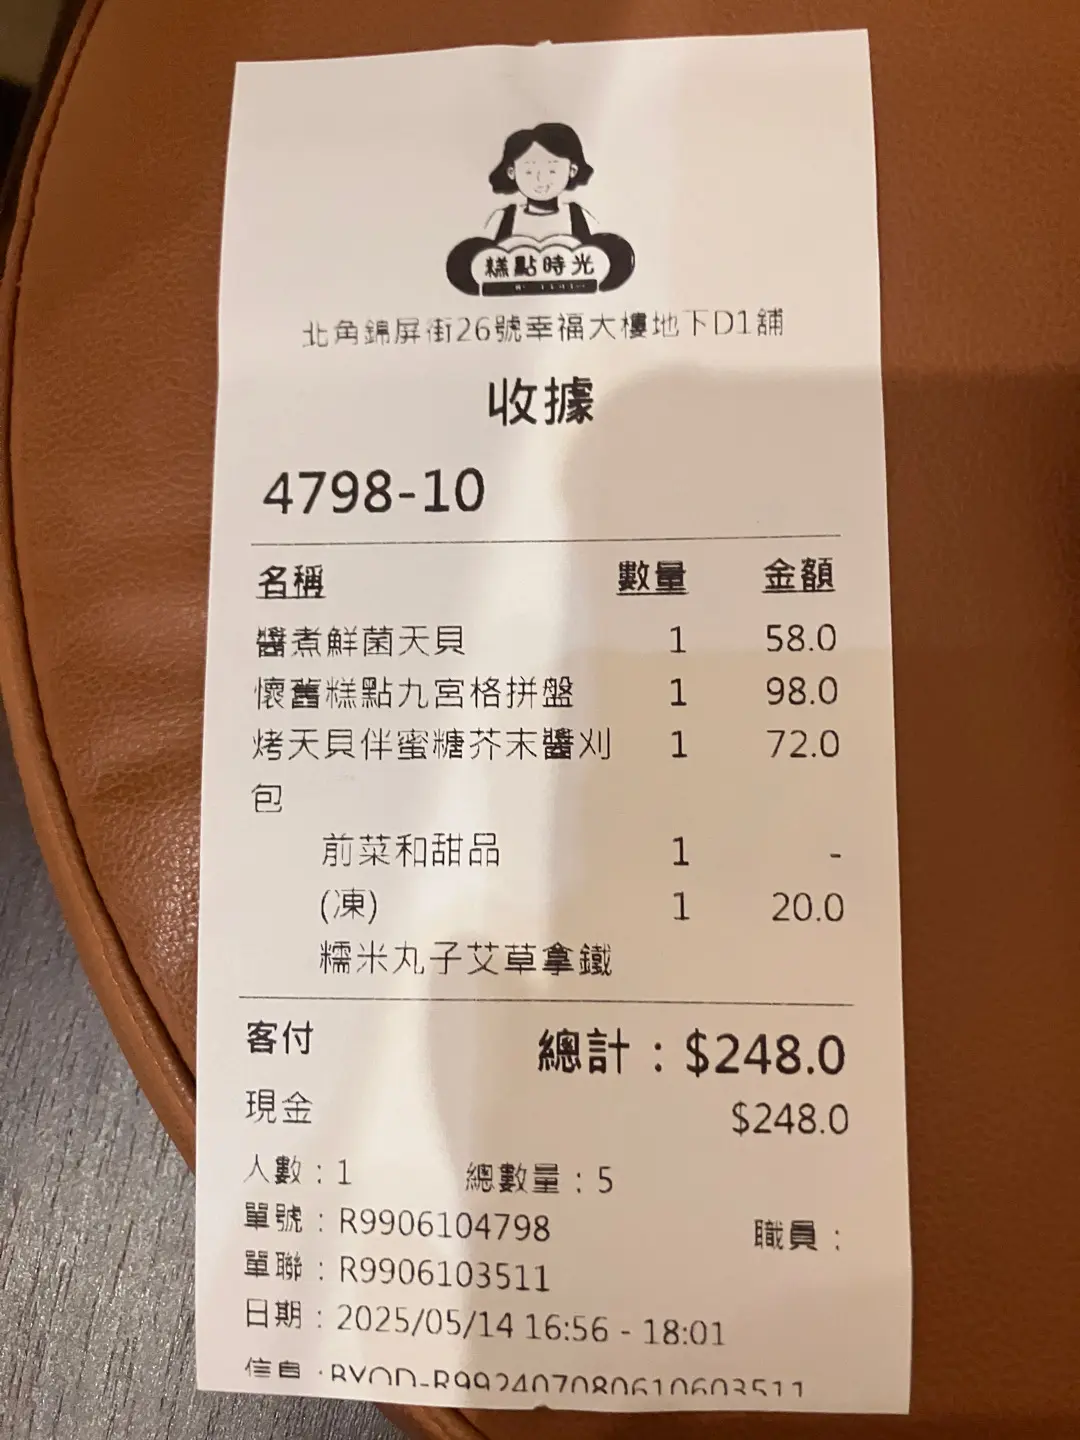 糕點時光
北角錦屏街26號幸福大樓地下D1舖
收據
4798-10
名稱 數量 金額
醬煮鮮菌天貝 1 58.0
懷舊糕點九宮格拼盤 1 98.0
烤天貝伴蜜糖芥末醬刈 1 72.0
包
前菜和甜品 1 -
(凍) 1 20.0
糯米丸子艾草拿鐵
客付 總計：$248.0
現金 $248.0
人數：1 總數量：5
單號：R9906104798 職員：
單聯：R9906103511
日期：2025/05/14 16:56 - 18:01
信息：BYOD-R992407080610603511